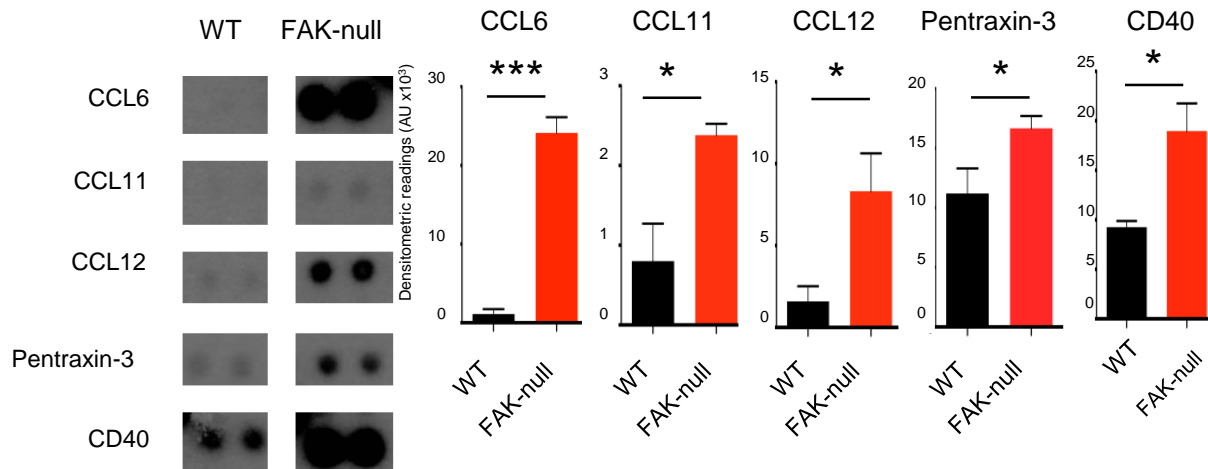 WT FAK-null
CCL6
CCL11
CCL12
Pentraxin-3
CD40
Densitometric readings (AU x10³)
CCL6
***
30
20
10
0
WT
FAK-null
CCL11
*
3
2
1
0
WT
FAK-null
CCL12
*
15
10
5
0
WT
FAK-null
Pentraxin-3
*
20
15
10
5
0
WT
FAK-null
CD40
*
25
20
15
10
5
0
WT
FAK-null